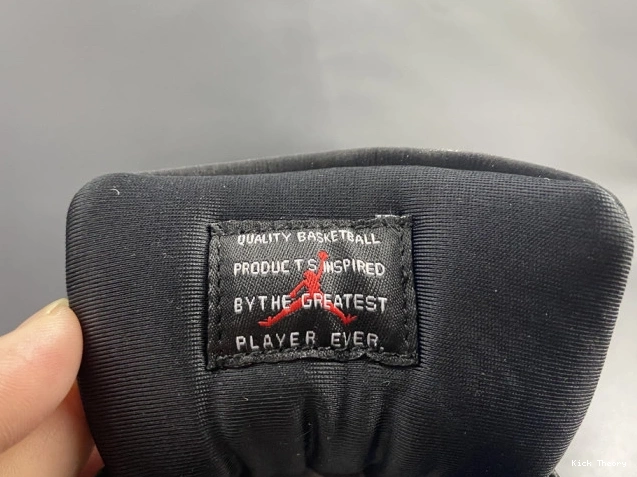 QUALITY BASKETBALL
PRODUCTS INSPIRED
BY THE GREATEST
PLAYER EVER.
Kick Theory